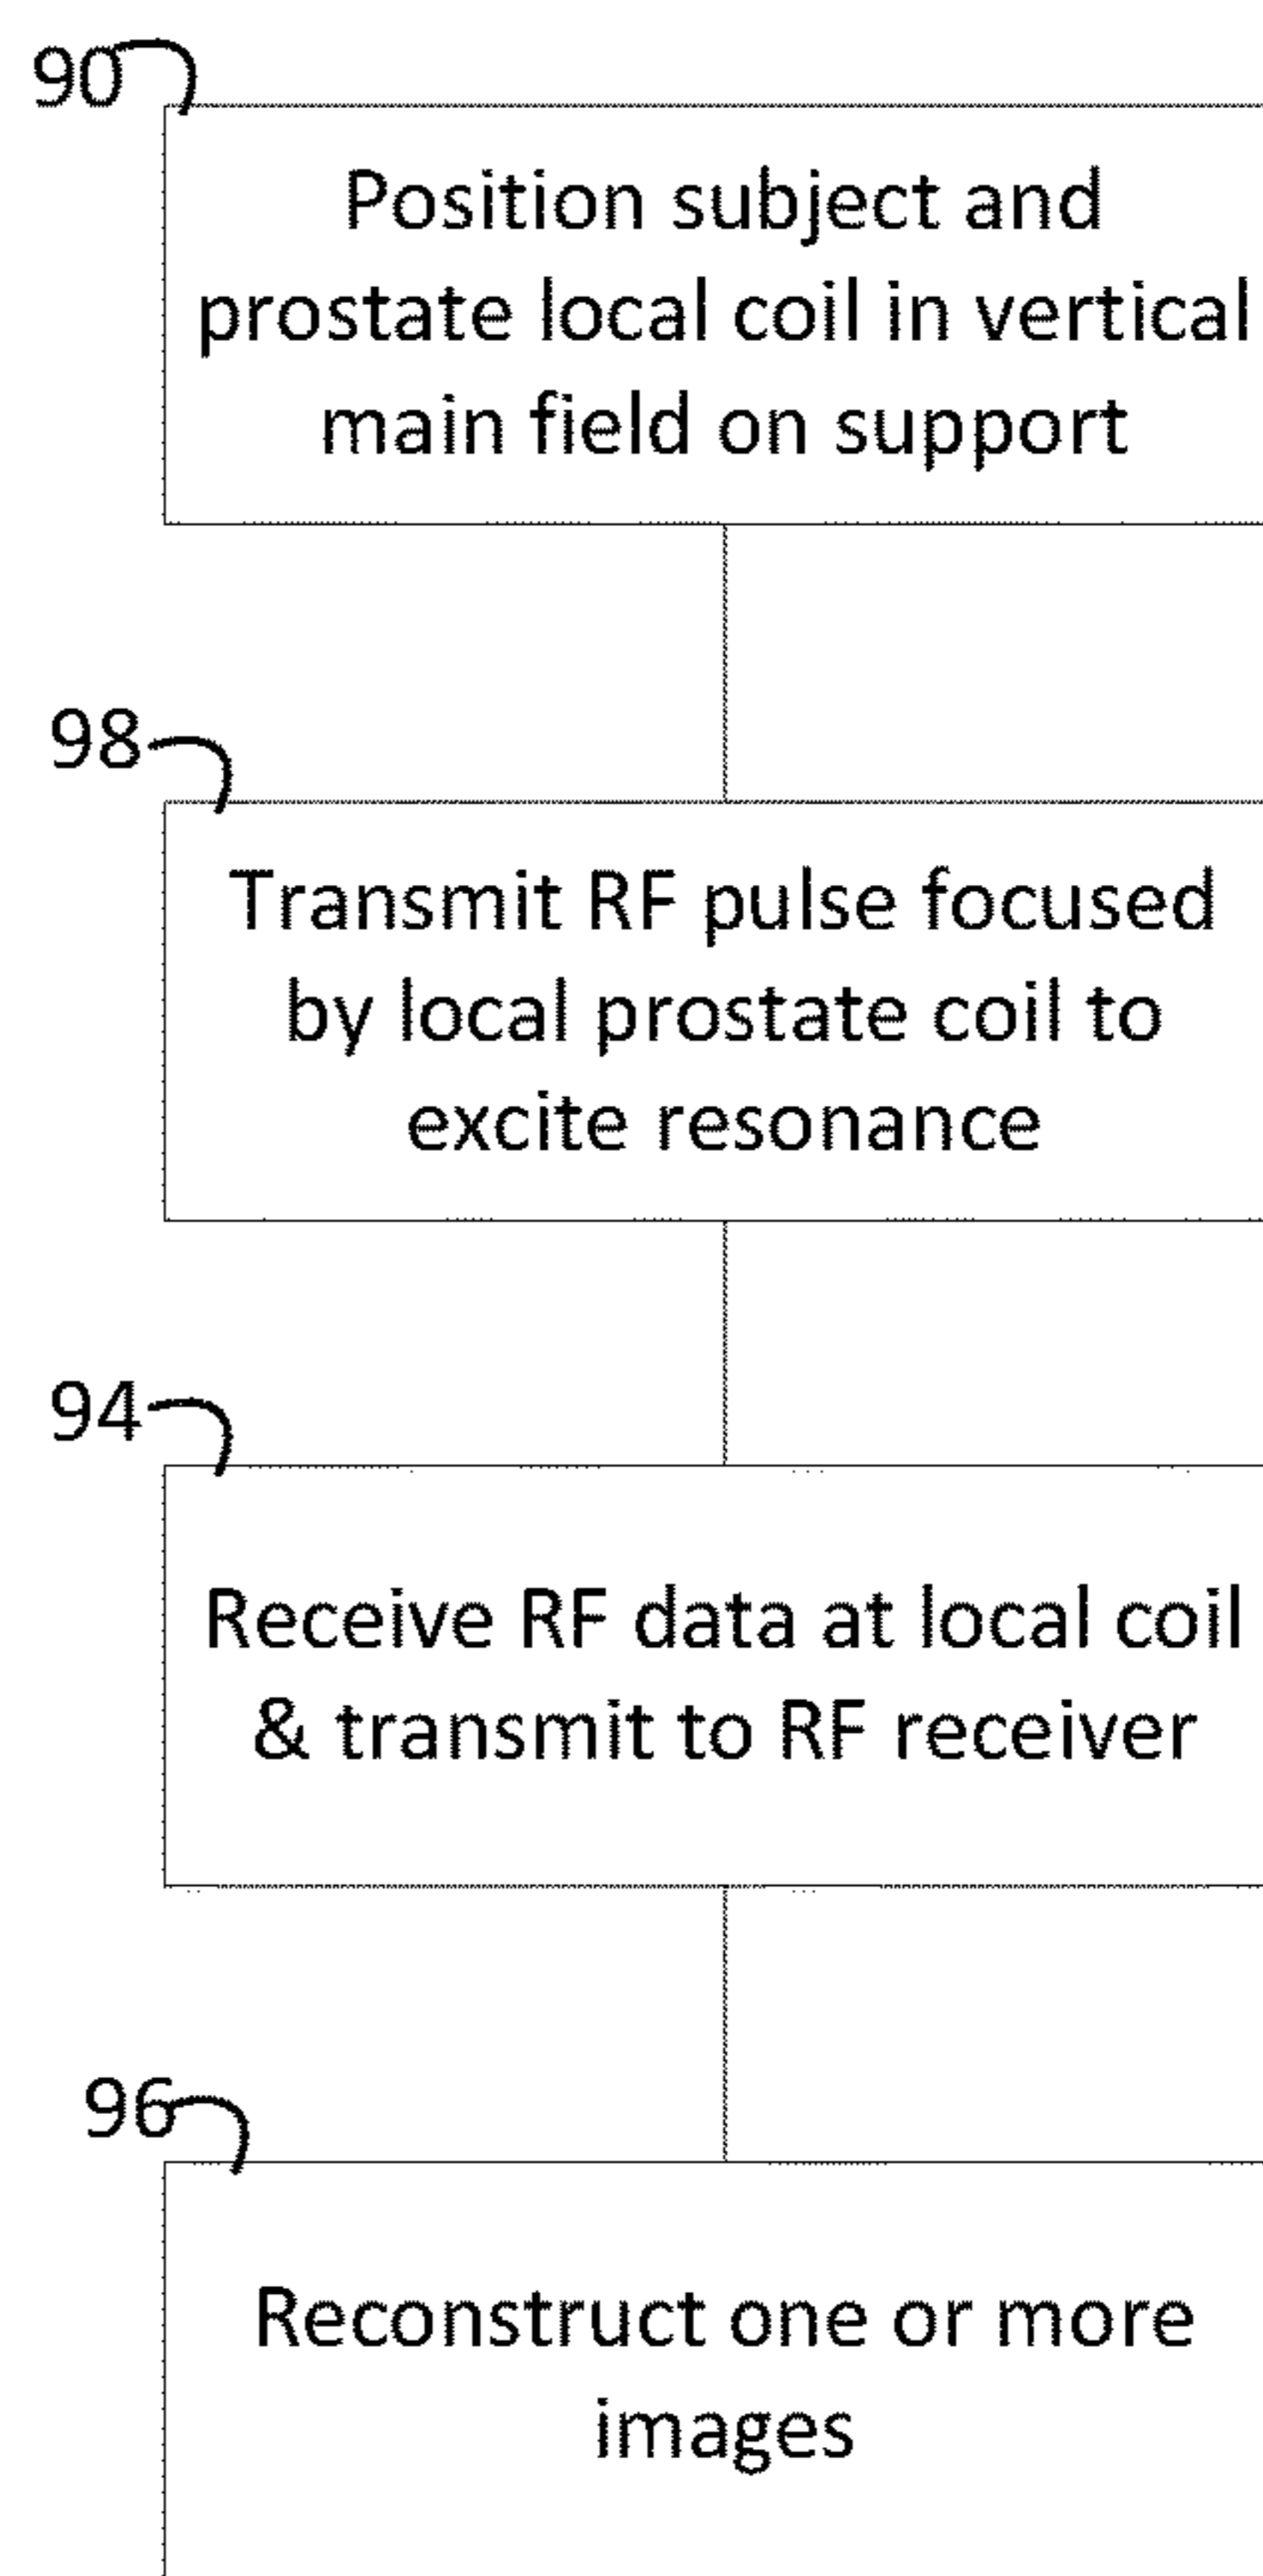 90
Position subject and
prostate local coil in vertical
main field on support
98
Transmit RF pulse focused
by local prostate coil to
excite resonance
94
Receive RF data at local coil
& transmit to RF receiver
96
Reconstruct one or more
images